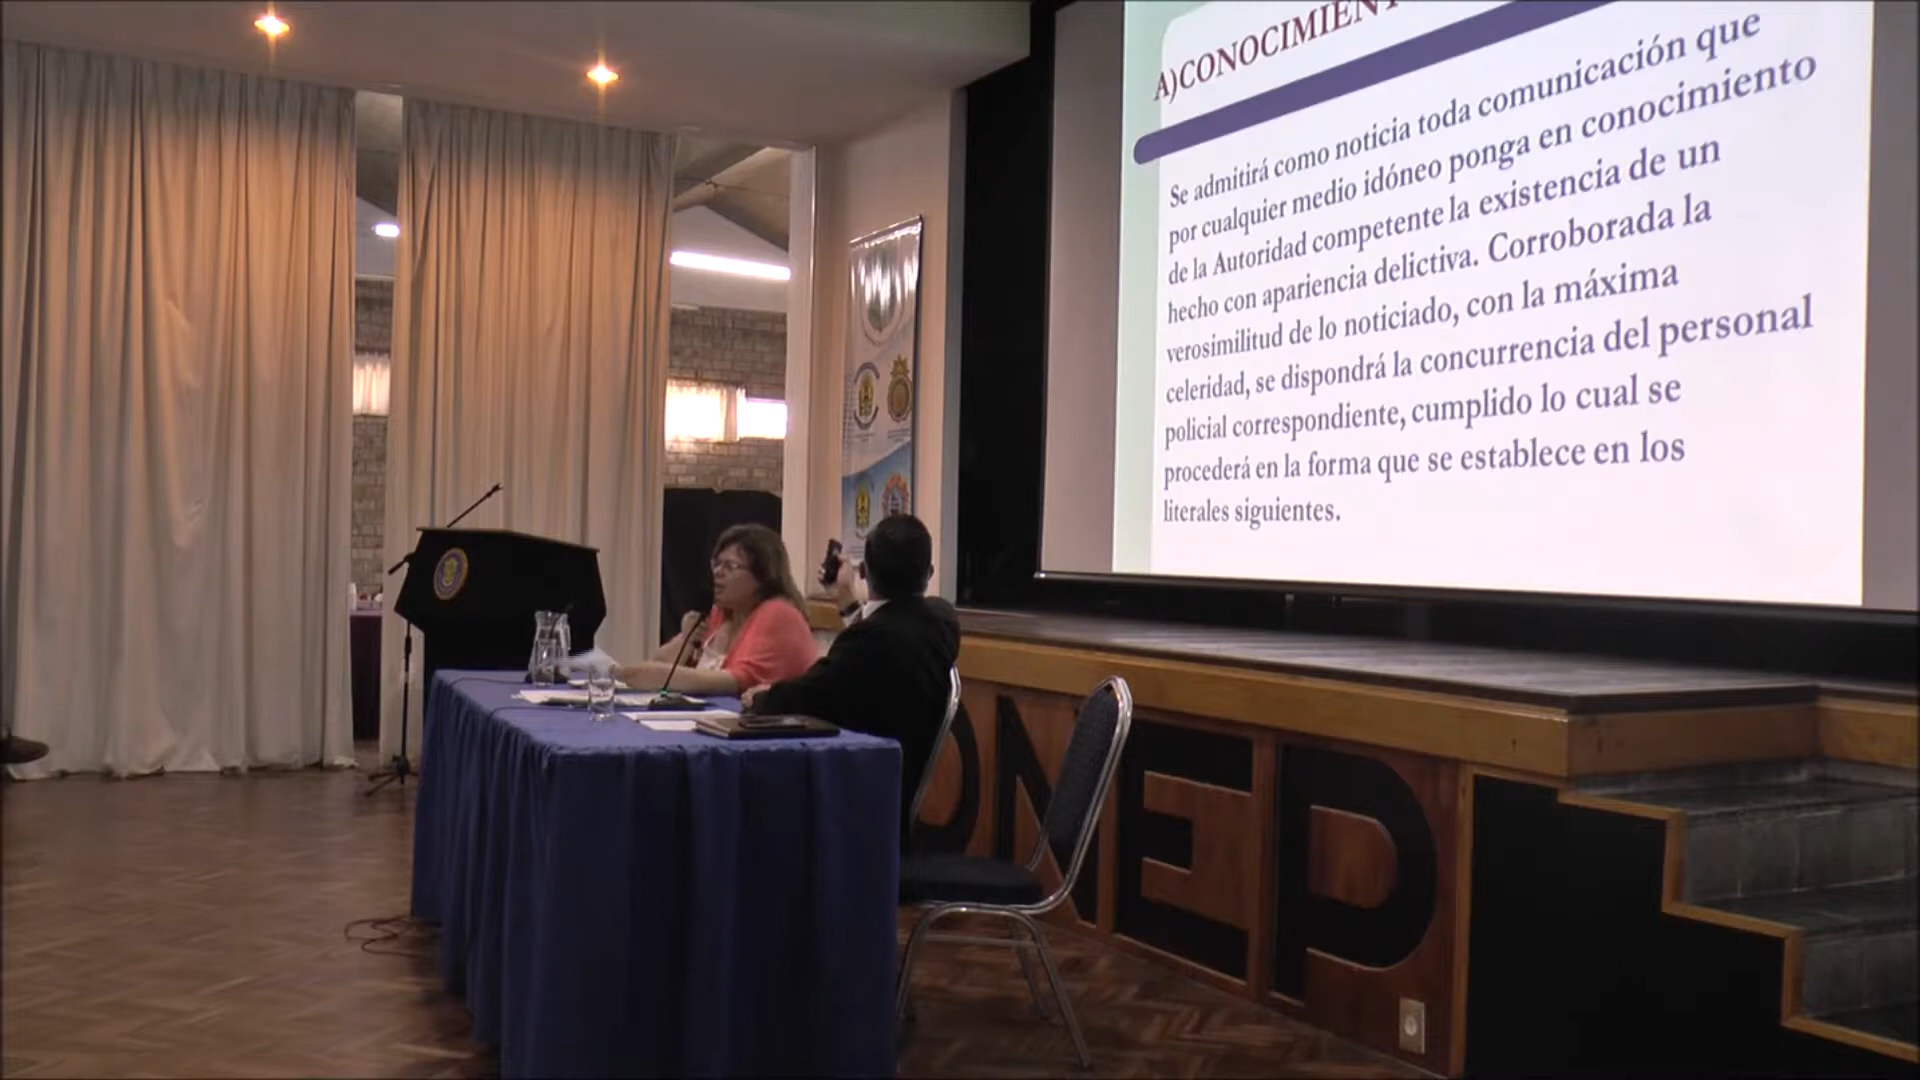 A)CONOCIMIENT
Se admitirá como noticia toda comunicación que
por cualquier medio idóneo ponga en conocimiento
de la Autoridad competente la existencia de un
hecho con apariencia delictiva. Corroborada la
verosimilitud de lo noticiado, con la máxima
celeridad, se dispondrá la concurrencia del personal
policial correspondiente, cumplido lo cual se
procederá en la forma que se establece en los
literales siguientes.
ONEP